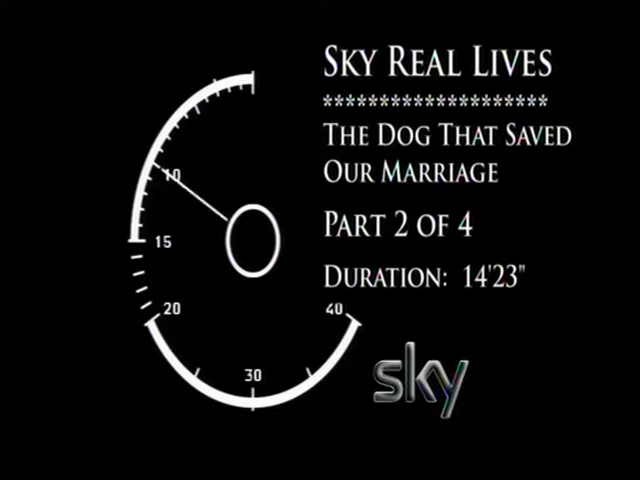 SKY REAL LIVES
********************
THE DOG THAT SAVED
OUR MARRIAGE
PART 2 OF 4
DURATION: 14'23"
10
15
20
40
30
sky